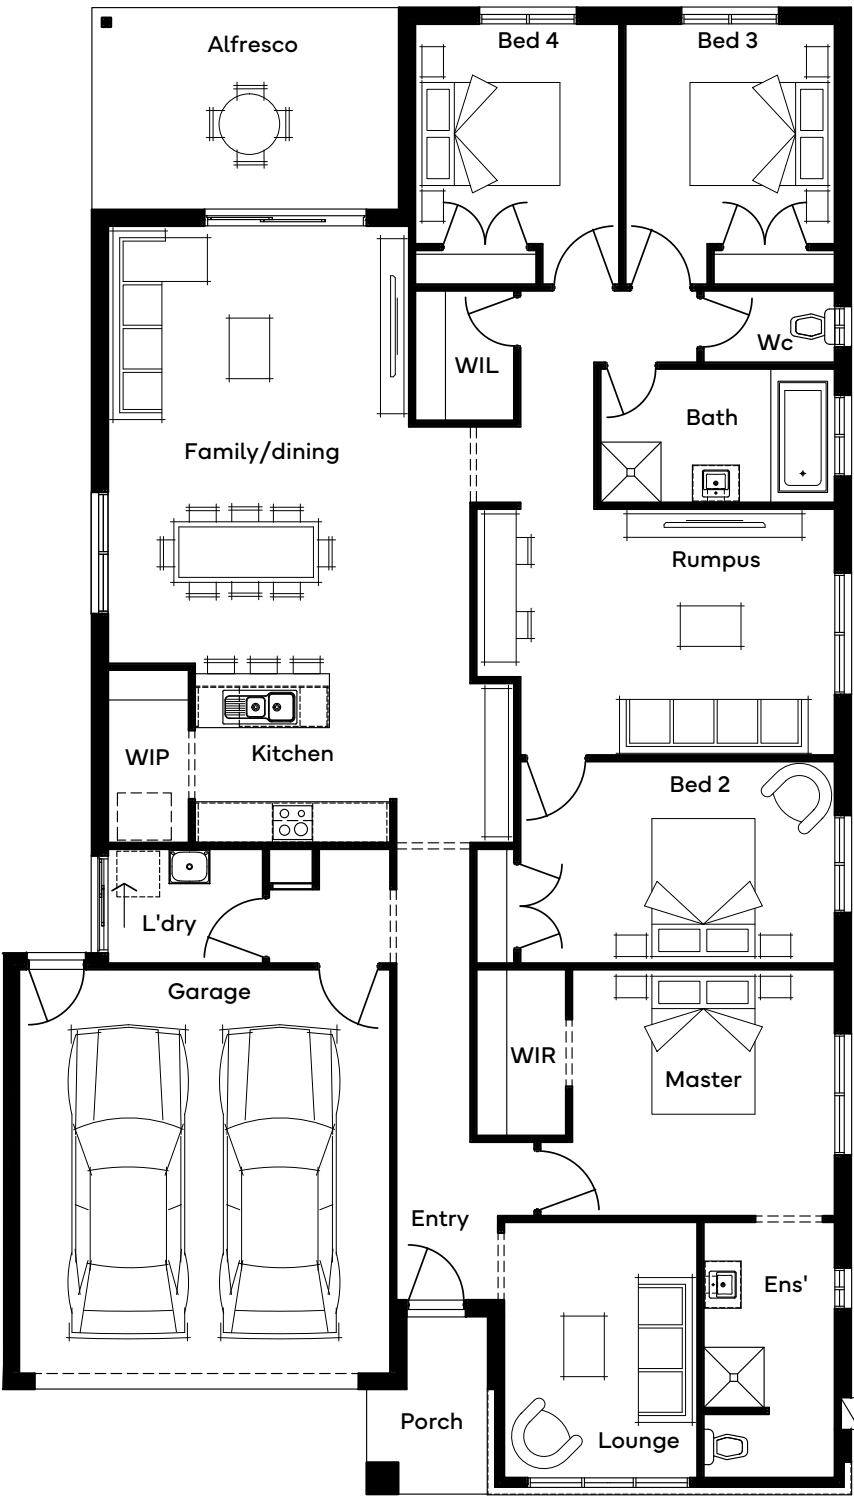 Alfresco
Bed 4
Bed 3
WIL
Wc
Bath
Family/dining
Rumpus
Kitchen
WIP
Bed 2
L'dry
Garage
WIR
Master
Entry
Ens'
Porch
Lounge